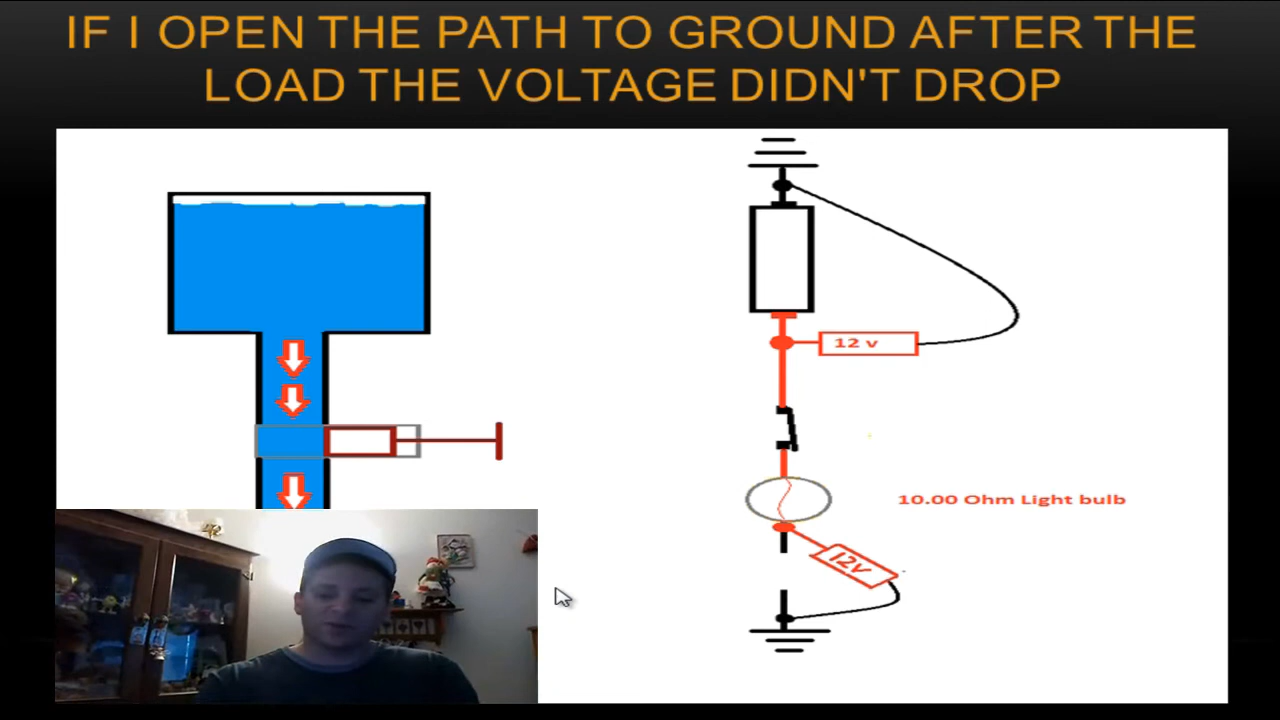 IF I OPEN THE PATH TO GROUND AFTER THE
LOAD THE VOLTAGE DIDN'T DROP
12 v
10.00 Ohm Light bulb
12V